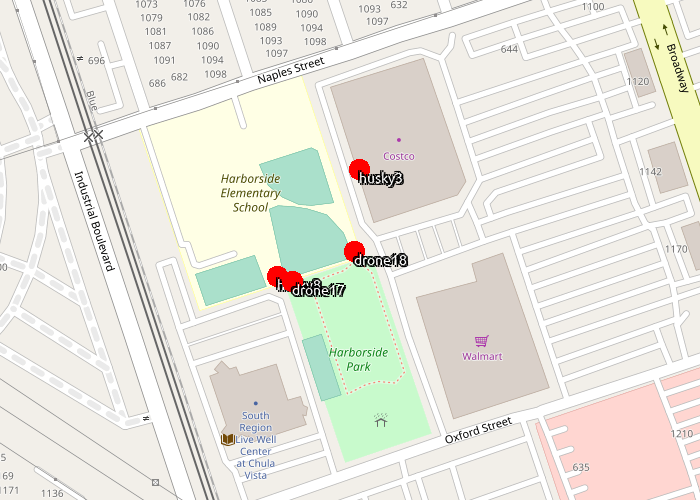 1073
1079
1081
1087
1091
1076
1082
1086
1090
1094
1098
1085
1089
1093
1097
1090
1094
1098
1093
1097
632
1100
644
696
686
682
Naples Street
Broadway
1120
Blue
Costco
husky3
1142
Harborside
Elementary
School
Industrial Boulevard
drone18
1170
drone17
Harborside
Park
Walmart
South
Region
Live Well
Center
at Chula
Vista
Oxford Street
1210
635
169
1171
1136